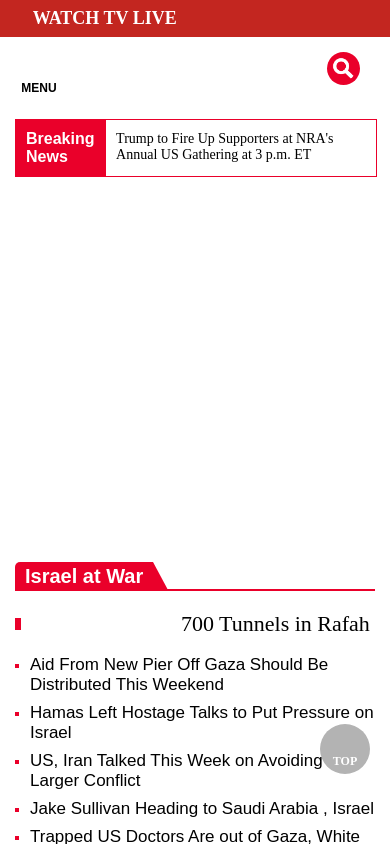 WATCH TV LIVE
MENU
Breaking
News
Trump to Fire Up Supporters at NRA's
Annual US Gathering at 3 p.m. ET
Israel at War
700 Tunnels in Rafah
Aid From New Pier Off Gaza Should Be
Distributed This Weekend
Hamas Left Hostage Talks to Put Pressure on
Israel
US, Iran Talked This Week on Avoiding
Larger Conflict
TOP
Jake Sullivan Heading to Saudi Arabia , Israel
Trapped US Doctors Are out of Gaza, White